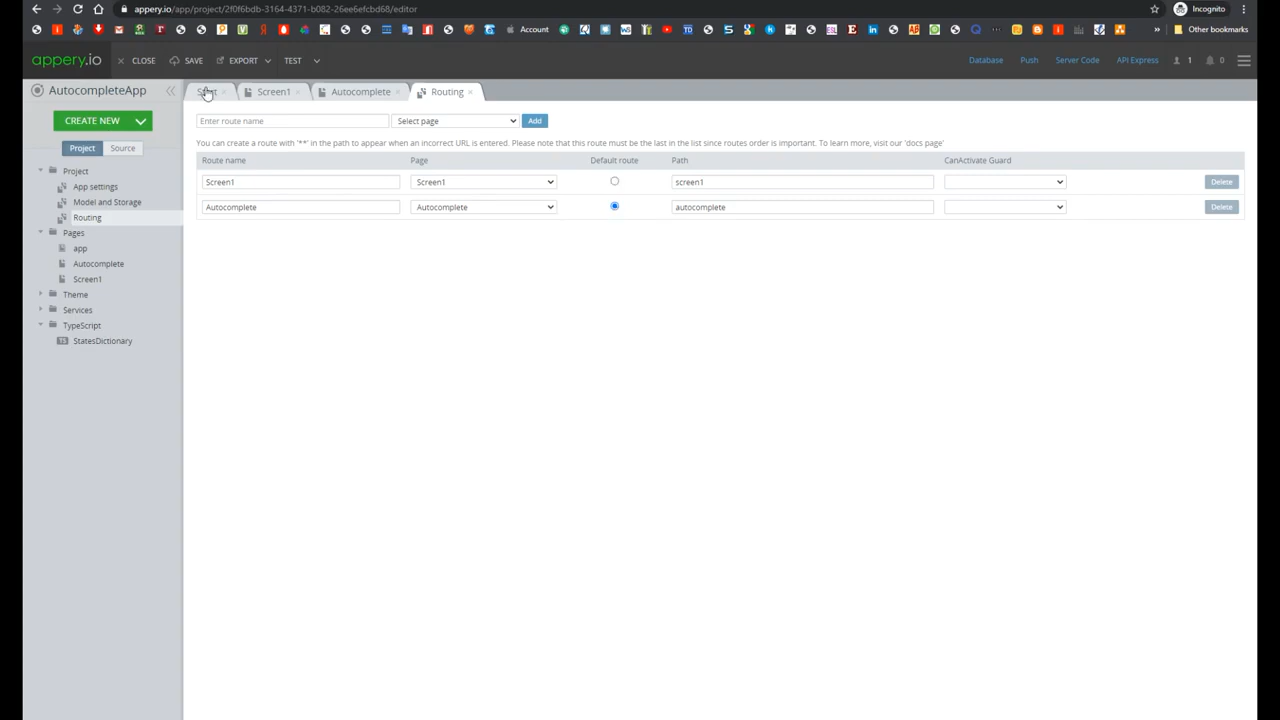 appery.io/app/project/2f0f6bdb-3164-4371-b082-26ee6efcbd68/editor
Incognito
Account
Other bookmarks
appery.io
CLOSE
SAVE
EXPORT
TEST
Database
Push
Server Code
API Express
1
0
AutocompleteApp
Screen1
Autocomplete
Routing
CREATE NEW
Enter route name
Select page
Add
Project
Source
You can create a route with '**' in the path to appear when an incorrect URL is entered. Please note that this route must be the last in the list since routes order is important. To learn more, visit our 'docs page'
Route name
Page
Default route
Path
CanActivate Guard
Screen1
Screen1
screen1
Delete
Autocomplete
Autocomplete
autocomplete
Delete
Project
App settings
Model and Storage
Routing
Pages
app
Autocomplete
Screen1
Theme
Services
TypeScript
TS
StatesDictionary